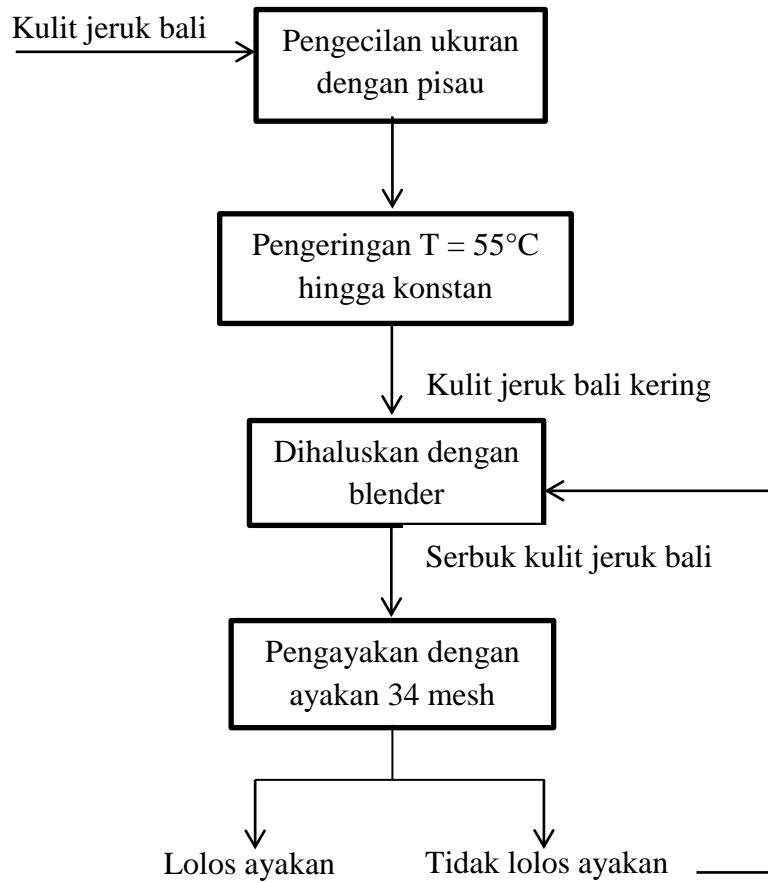 Kulit jeruk bali
Pengecilan ukuran
dengan pisau
Pengeringan T = 55°C
hingga konstan
Kulit jeruk bali kering
Dihaluskan dengan
blender
Serbuk kulit jeruk bali
Pengayakan dengan
ayakan 34 mesh
Lolos ayakan
Tidak lolos ayakan